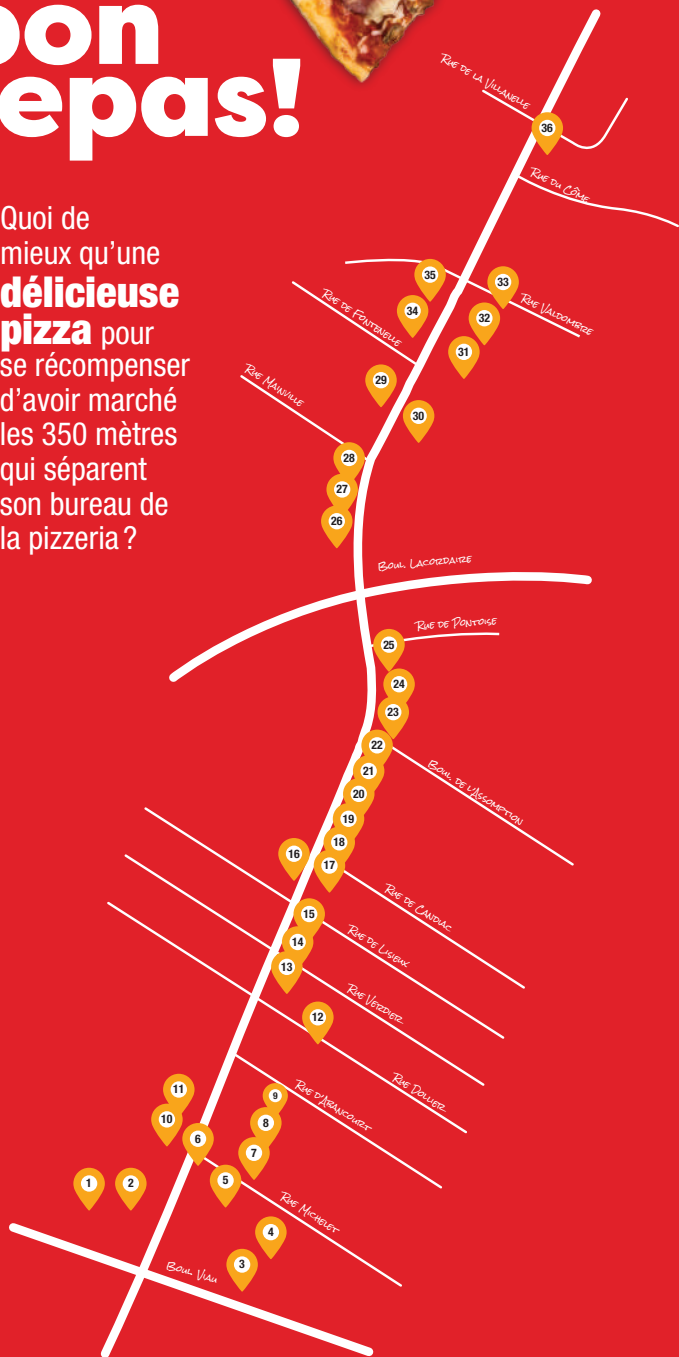 bon
epas!
Quoi de
mieux qu'une
délicieuse
pizza pour
se récompenser
d'avoir marché
les 350 mètres
qui séparent
son bureau de
la pizzeria ?
Rue de la Villanelle
36
Rue du Côme
35
33
Rue Valdombre
34
32
Rue de Fontenelle
31
29
Rue Mainville
30
28
27
26
Boul. Lacordaire
Rue de Pontoise
25
24
23
22
Boul. de l'Assomption
21
20
19
18
16
17
Rue de Candiac
15
Rue de Lisieux
14
13
Rue Verdier
12
Rue Dollier
11
9
Rue d'Arancourt
10
8
6
7
1
2
5
Rue Michelet
4
3
Boul. Viau